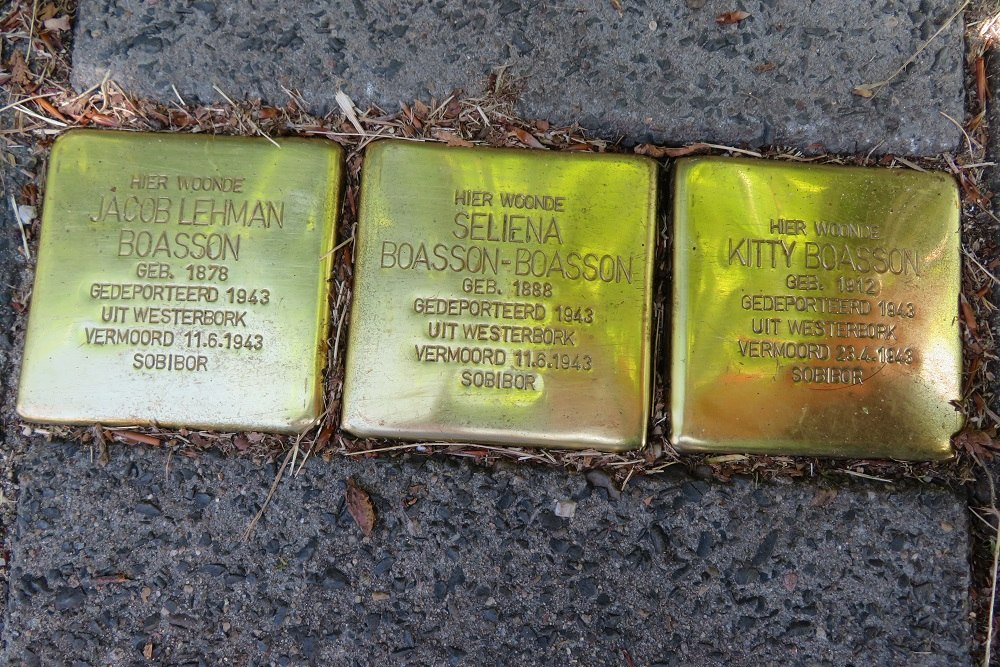 HIER WOONDE
JACOB LEHMAN
BOASSON
GEB. 1878
GEDEPORTEERD 1943
UIT WESTERBORK
VERMOORD 11.6.1943
SOBIBOR
HIER WOONDE
SELIENA
BOASSON-BOASSON
GEB. 1888
GEDEPORTEERD 1943
UIT WESTERBORK
VERMOORD 11.6.1943
SOBIBOR
HIER WOONDE
KITTY BOASSON
GEB. 1912
GEDEPORTEERD 1943
UIT WESTERBORK
VERMOORD 23.4.1943
SOBIBOR